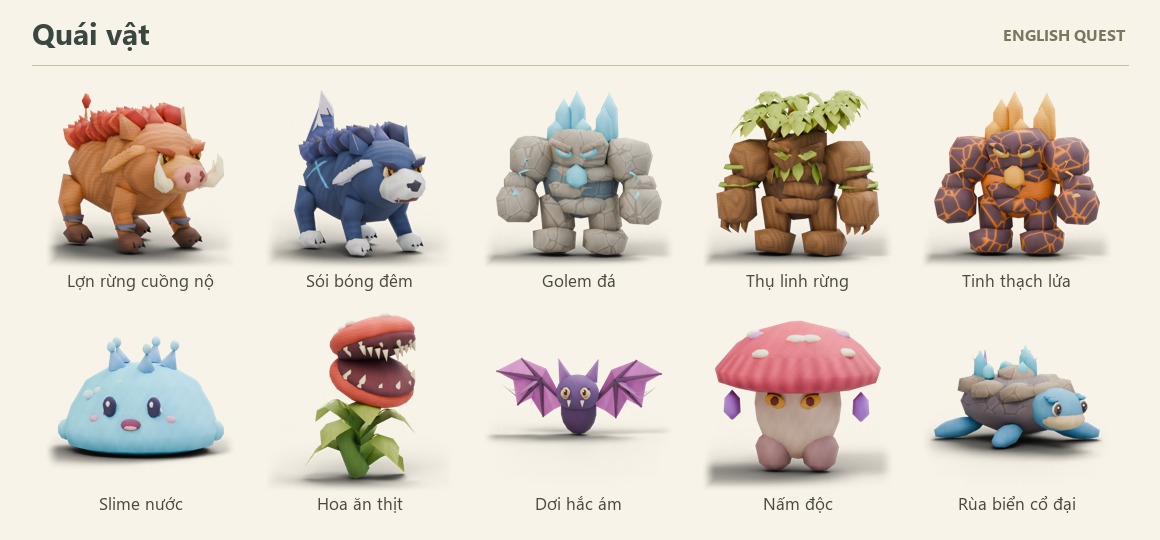 Quái vật
ENGLISH QUEST
Lợn rừng cuồng nộ
Sói bóng đêm
Golem đá
Thụ linh rừng
Tinh thạch lửa
Slime nước
Hoa ăn thịt
Dơi hắc ám
Nấm độc
Rùa biển cổ đại